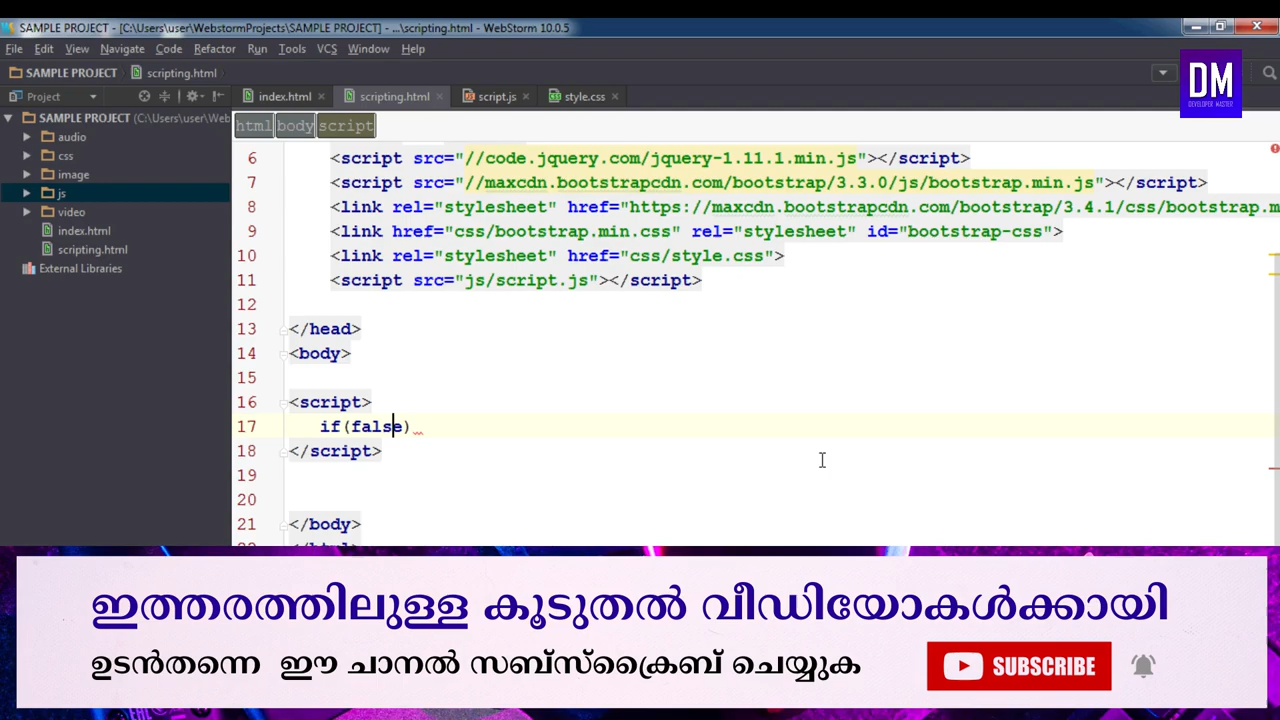 SAMPLE PROJECT - [C:\Users\user\WebstormProjects\SAMPLE PROJECT] - ...\scripting.html - WebStorm 10.0.5
File Edit View Navigate Code Refactor Run Tools VCS Window Help
SAMPLE PROJECT scripting.html
DM
DEVELOPER MASTER
Project
index.html
scripting.html
script.js
style.css
SAMPLE PROJECT (C:\Users\user\Web
audio
css
image
js
video
index.html
scripting.html
External Libraries
html body script
6 <script src="//code.jquery.com/jquery-1.11.1.min.js"></script>
7 <script src="//maxcdn.bootstrapcdn.com/bootstrap/3.3.0/js/bootstrap.min.js"></script>
8 <link rel="stylesheet" href="https://maxcdn.bootstrapcdn.com/bootstrap/3.4.1/css/bootstrap.m
9 <link href="css/bootstrap.min.css" rel="stylesheet" id="bootstrap-css">
10 <link rel="stylesheet" href="css/style.css">
11 <script src="js/script.js"></script>
12
13 </head>
14 <body>
15
16 <script>
17 if(false)
18 </script>
19
20
21 </body>
ഇത്തരത്തിലുള്ള കൂടുതൽ വീഡിയോകൾക്കായി
ഉടൻതന്നെ ഈ ചാനൽ സബ്സ്ക്രൈബ് ചെയ്യുക
SUBSCRIBE